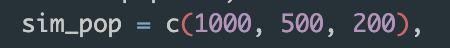 sim_pop = c(1000, 500, 200),